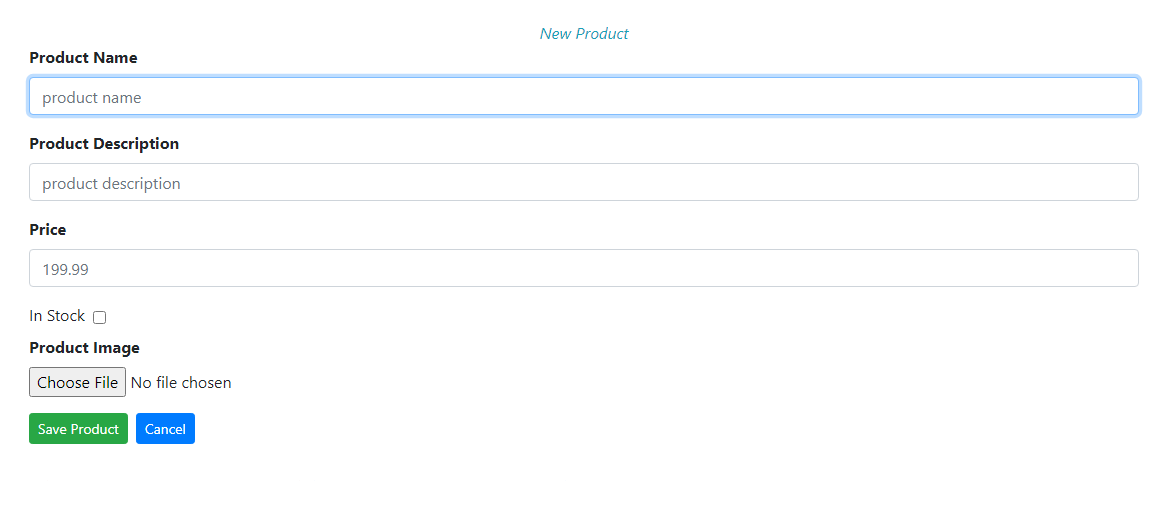 New Product
Product Name
product name
Product Description
product description
Price
199.99
In Stock
Product Image
Choose File No file chosen
Save Product Cancel